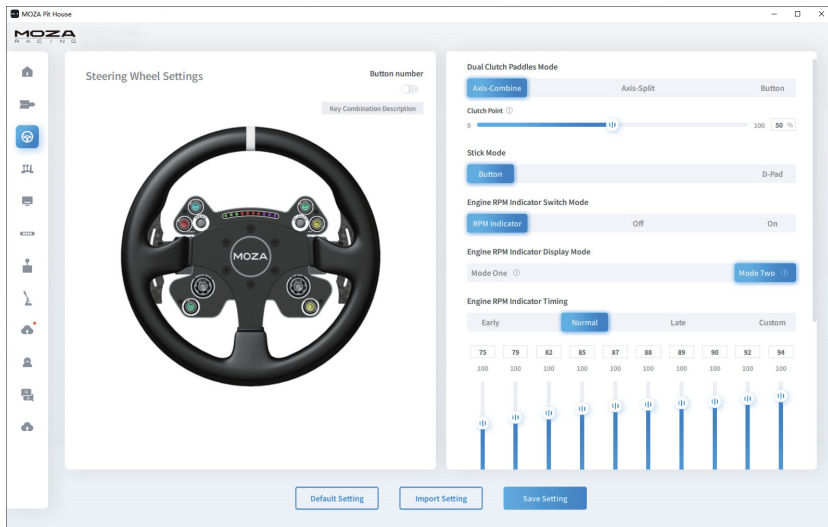 MOZA Pit House
MOZA
RACING
Steering Wheel Settings
Button number
Key Combination Description
MOZA
Dual Clutch Paddles Mode
Axis-Combine Axis-Split Button
Clutch Point
0 100 50 %
Stick Mode
Button D-Pad
Engine RPM Indicator Switch Mode
RPM Indicator Off On
Engine RPM Indicator Display Mode
Mode One Mode Two
Engine RPM Indicator Timing
Early Normal Late Custom
75 79 82 85 87 88 89 90 92 94
100 100 100 100 100 100 100 100 100 100
Default Setting Import Setting Save Setting